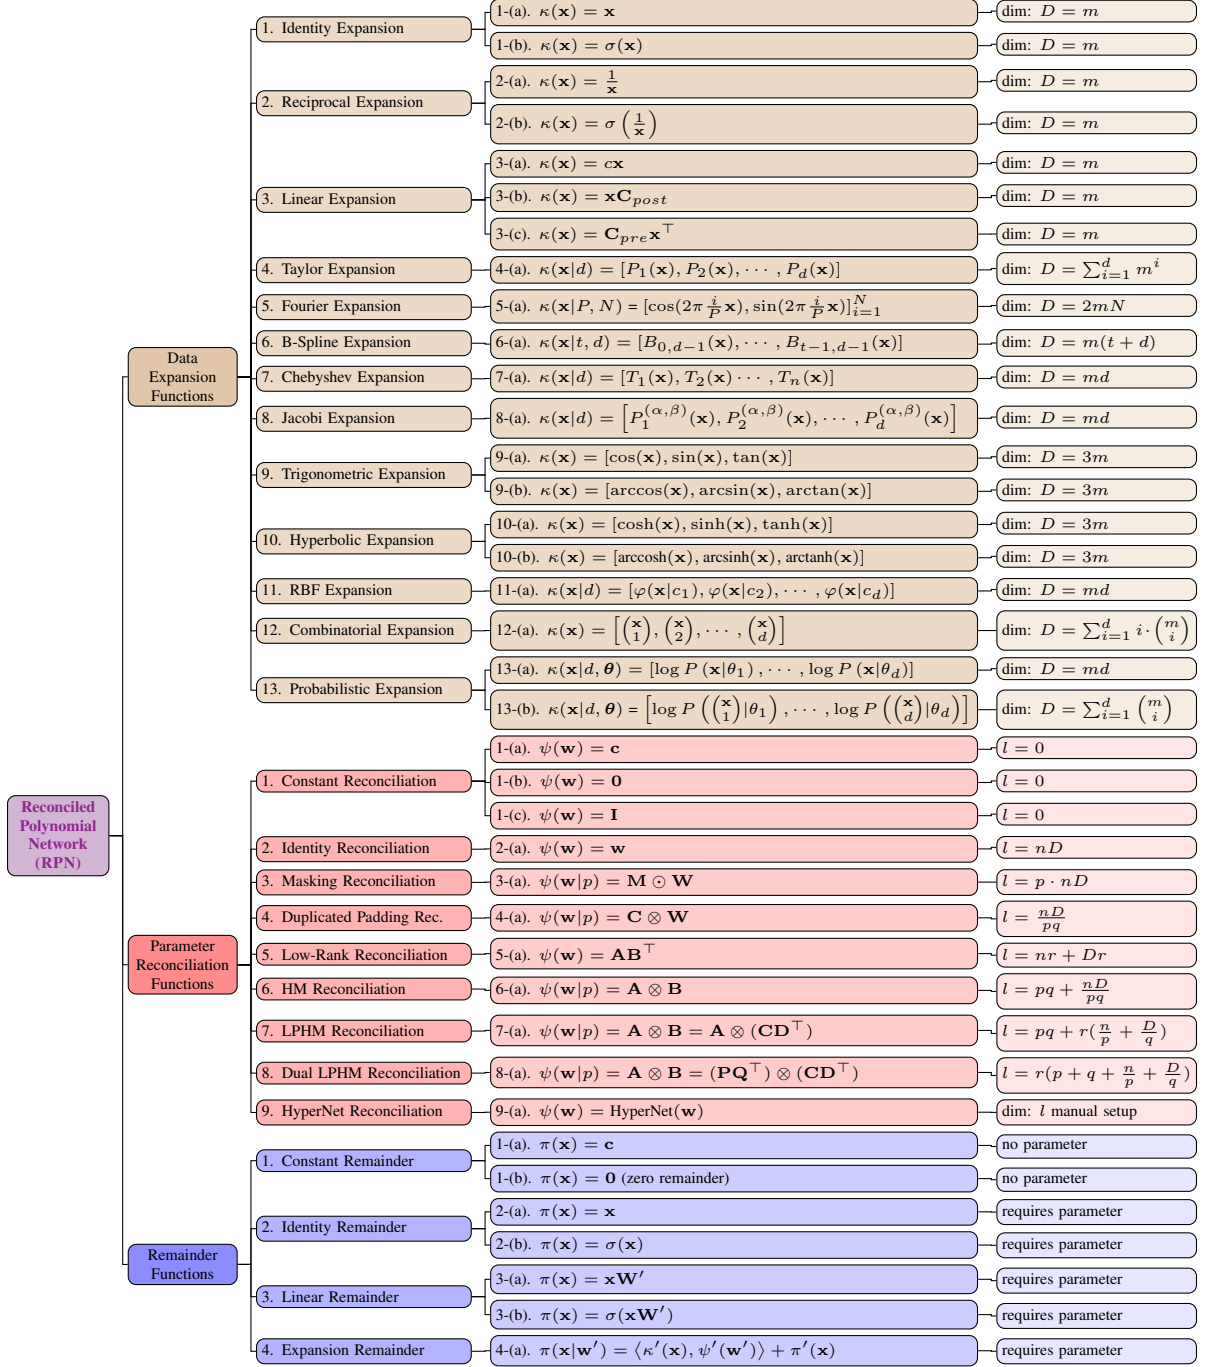 Reconciled
Polynomial
Network
(RPN)
Data
Expansion
Functions
1. Identity Expansion
1-(a). κ(𝐱) = 𝐱
dim: D = m
1-(b). κ(𝐱) = σ(𝐱)
dim: D = m
2. Reciprocal Expansion
2-(a). κ(𝐱) = 1/𝐱
dim: D = m
2-(b). κ(𝐱) = σ(1/𝐱)
dim: D = m
3. Linear Expansion
3-(a). κ(𝐱) = c𝐱
dim: D = m
3-(b). κ(𝐱) = 𝐱𝐂_{post}
dim: D = m
3-(c). κ(𝐱) = 𝐂_{pre}𝐱^⊤
dim: D = m
4. Taylor Expansion
4-(a). κ(𝐱|d) = [P_1(𝐱), P_2(𝐱), ⋯ , P_d(𝐱)]
dim: D = ∑_{i=1}^{d} m^i
5. Fourier Expansion
5-(a). κ(𝐱|P, N) = [cos(2π i/P 𝐱), sin(2π i/P 𝐱)]_{i=1}^{N}
dim: D = 2mN
6. B-Spline Expansion
6-(a). κ(𝐱|t, d) = [B_{0,d−1}(𝐱), ⋯ , B_{t−1,d−1}(𝐱)]
dim: D = m(t + d)
7. Chebyshev Expansion
7-(a). κ(𝐱|d) = [T_1(𝐱), T_2(𝐱) ⋯ , T_n(𝐱)]
dim: D = md
8. Jacobi Expansion
8-(a). κ(𝐱|d) = [P_1^{(α,β)}(𝐱), P_2^{(α,β)}(𝐱), ⋯ , P_d^{(α,β)}(𝐱)]
dim: D = md
9. Trigonometric Expansion
9-(a). κ(𝐱) = [cos(𝐱), sin(𝐱), tan(𝐱)]
dim: D = 3m
9-(b). κ(𝐱) = [arccos(𝐱), arcsin(𝐱), arctan(𝐱)]
dim: D = 3m
10. Hyperbolic Expansion
10-(a). κ(𝐱) = [cosh(𝐱), sinh(𝐱), tanh(𝐱)]
dim: D = 3m
10-(b). κ(𝐱) = [arccosh(𝐱), arcsinh(𝐱), arctanh(𝐱)]
dim: D = 3m
11. RBF Expansion
11-(a). κ(𝐱|d) = [φ(𝐱|c_1), φ(𝐱|c_2), ⋯ , φ(𝐱|c_d)]
dim: D = md
12. Combinatorial Expansion
12-(a). κ(𝐱) = [\binom{𝐱}{1}, \binom{𝐱}{2}, ⋯ , \binom{𝐱}{d}]
dim: D = ∑_{i=1}^{d} i · \binom{m}{i}
13. Probabilistic Expansion
13-(a). κ(𝐱|d, 𝜽) = [log P (𝐱|θ_1) , ⋯ , log P (𝐱|θ_d)]
dim: D = md
13-(b). κ(𝐱|d, 𝜽) = [log P (\binom{𝐱}{1}|θ_1) , ⋯ , log P (\binom{𝐱}{d}|θ_d)]
dim: D = ∑_{i=1}^{d} \binom{m}{i}
Parameter
Reconciliation
Functions
1. Constant Reconciliation
1-(a). ψ(𝐰) = 𝐜
l = 0
1-(b). ψ(𝐰) = 𝟎
l = 0
1-(c). ψ(𝐰) = 𝐈
l = 0
2. Identity Reconciliation
2-(a). ψ(𝐰) = 𝐰
l = nD
3. Masking Reconciliation
3-(a). ψ(𝐰|p) = 𝐌 ⊙ 𝐖
l = p · nD
4. Duplicated Padding Rec.
4-(a). ψ(𝐰|p) = 𝐂 ⊗ 𝐖
l = nD/pq
5. Low-Rank Reconciliation
5-(a). ψ(𝐰) = 𝐀𝐁^⊤
l = nr + Dr
6. HM Reconciliation
6-(a). ψ(𝐰|p) = 𝐀 ⊗ 𝐁
l = pq + nD/pq
7. LPHM Reconciliation
7-(a). ψ(𝐰|p) = 𝐀 ⊗ 𝐁 = 𝐀 ⊗ (𝐂𝐃^⊤)
l = pq + r(n/p + D/q)
8. Dual LPHM Reconciliation
8-(a). ψ(𝐰|p) = 𝐀 ⊗ 𝐁 = (𝐏𝐐^⊤) ⊗ (𝐂𝐃^⊤)
l = r(p + q + n/p + D/q)
9. HyperNet Reconciliation
9-(a). ψ(𝐰) = HyperNet(𝐰)
dim: l manual setup
Remainder
Functions
1. Constant Remainder
1-(a). π(𝐱) = 𝐜
no parameter
1-(b). π(𝐱) = 𝟎 (zero remainder)
no parameter
2. Identity Remainder
2-(a). π(𝐱) = 𝐱
requires parameter
2-(b). π(𝐱) = σ(𝐱)
requires parameter
3. Linear Remainder
3-(a). π(𝐱) = 𝐱𝐖′
requires parameter
3-(b). π(𝐱) = σ(𝐱𝐖′)
requires parameter
4. Expansion Remainder
4-(a). π(𝐱|𝐰′) = ⟨κ′(𝐱), ψ′(𝐰′)⟩ + π′(𝐱)
requires parameter